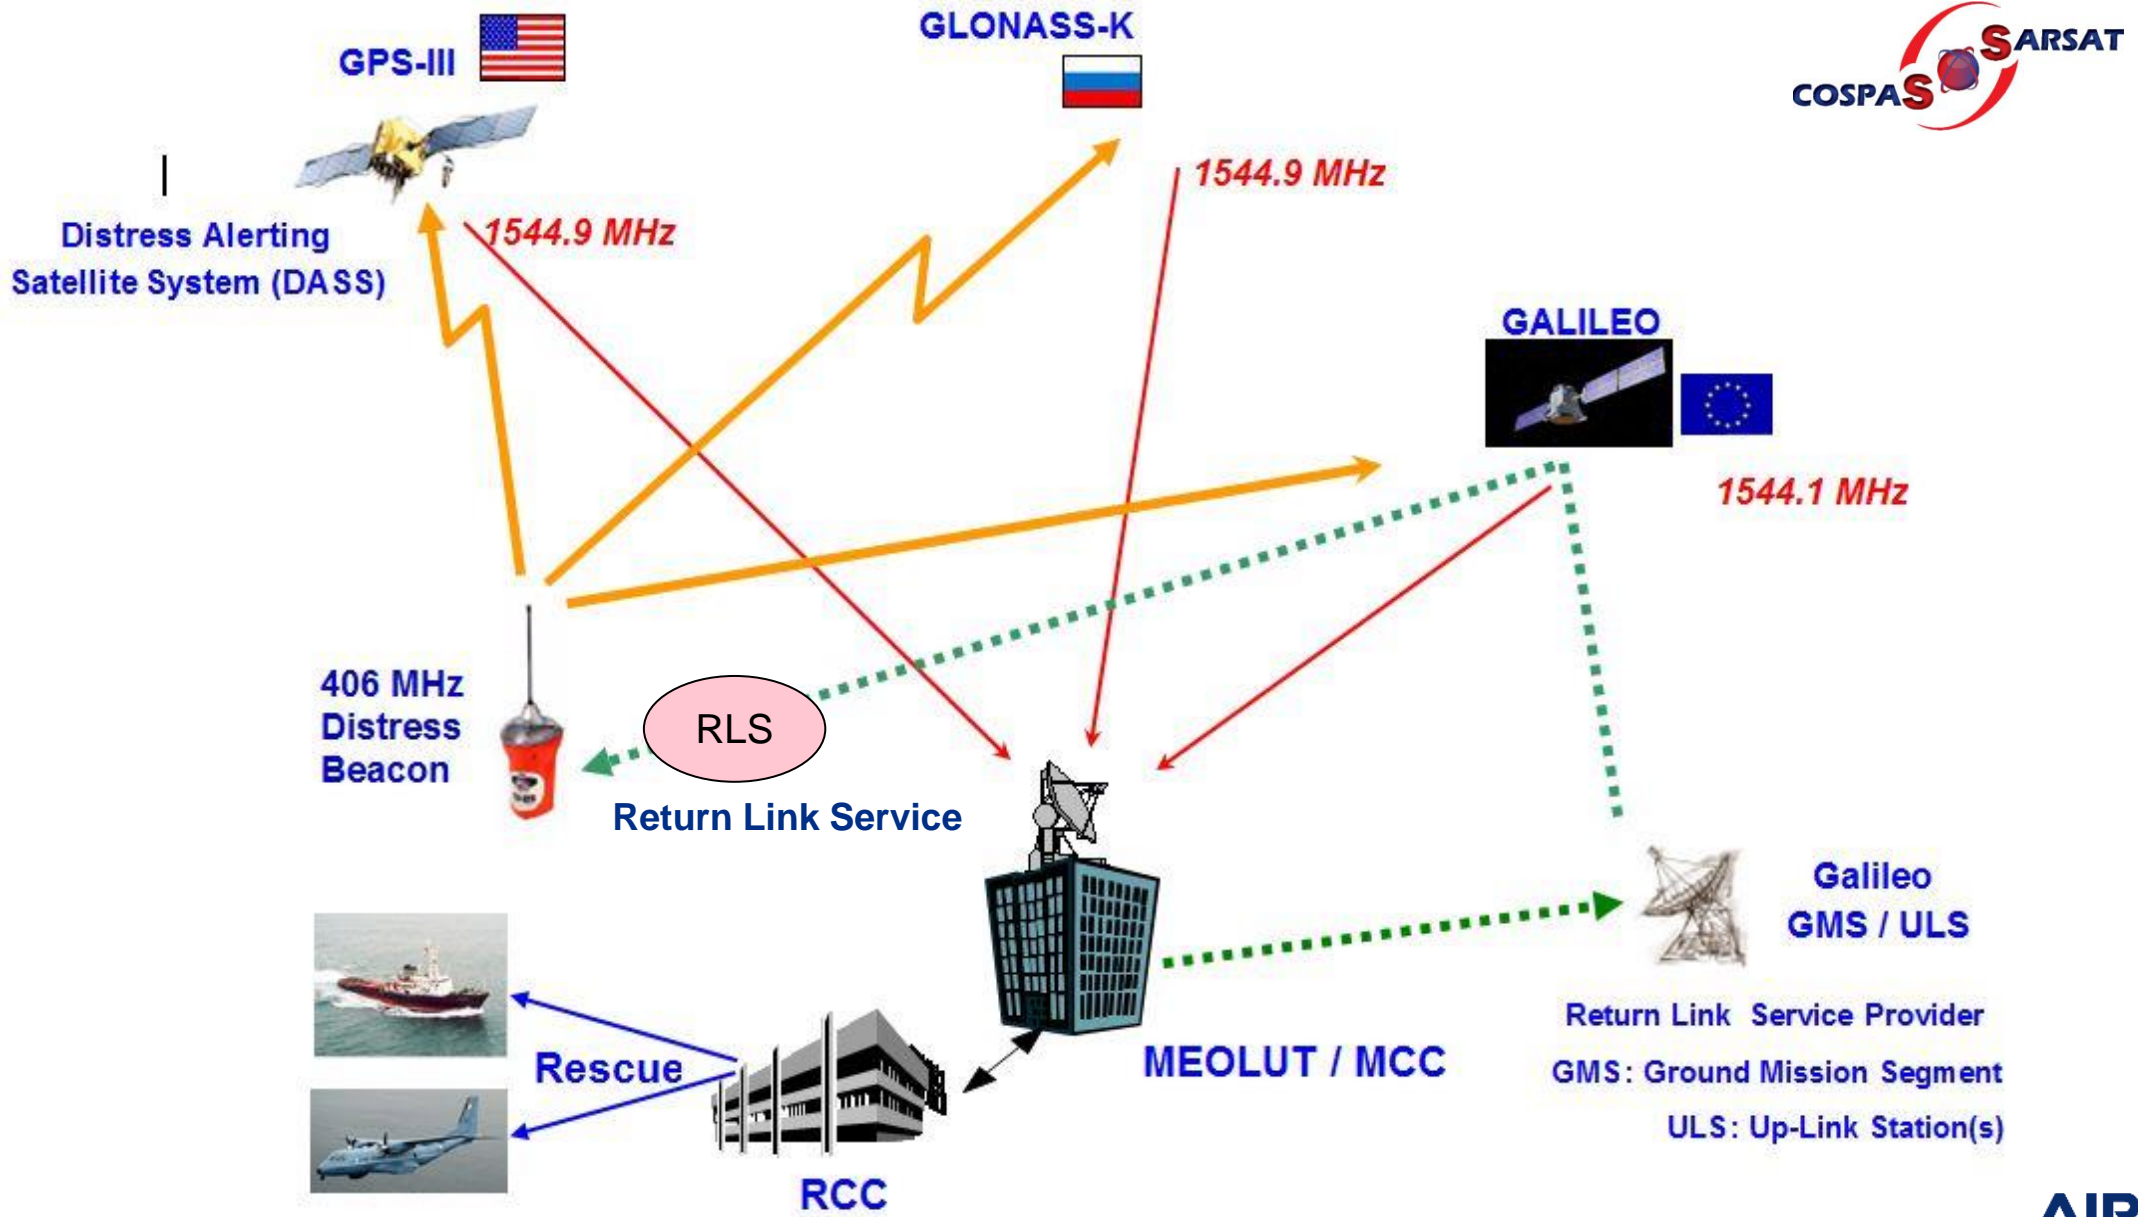 GPS-III
GLONASS-K
COSPAS
SARSAT
1544.9 MHz
Distress Alerting
Satellite System (DASS)
1544.9 MHz
GALILEO
1544.1 MHz
406 MHz
Distress
Beacon
RLS
Return Link Service
Galileo
GMS / ULS
Return Link Service Provider
GMS: Ground Mission Segment
ULS: Up-Link Station(s)
MEOLUT / MCC
Rescue
RCC